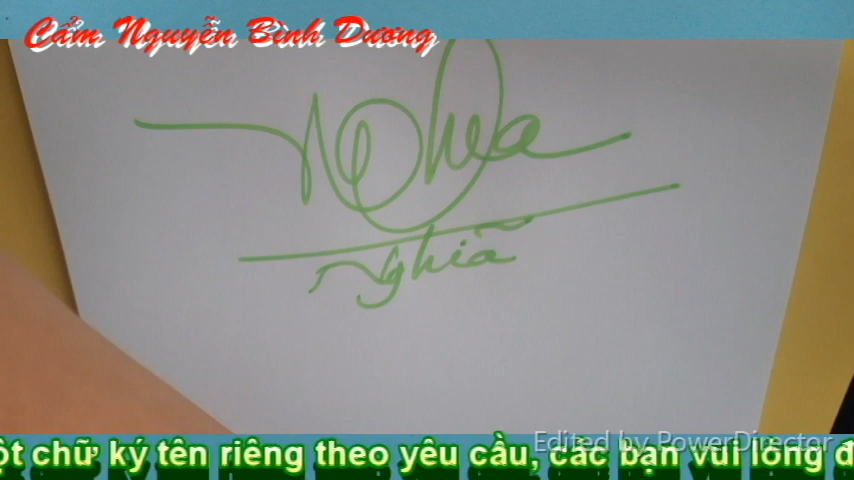 Cẩm Nguyễn Bình Dương
Nghĩa
Nghĩa
ột chữ ký tên riêng theo yêu cầu, các bạn vui lòng đ
Edited by PowerDirector